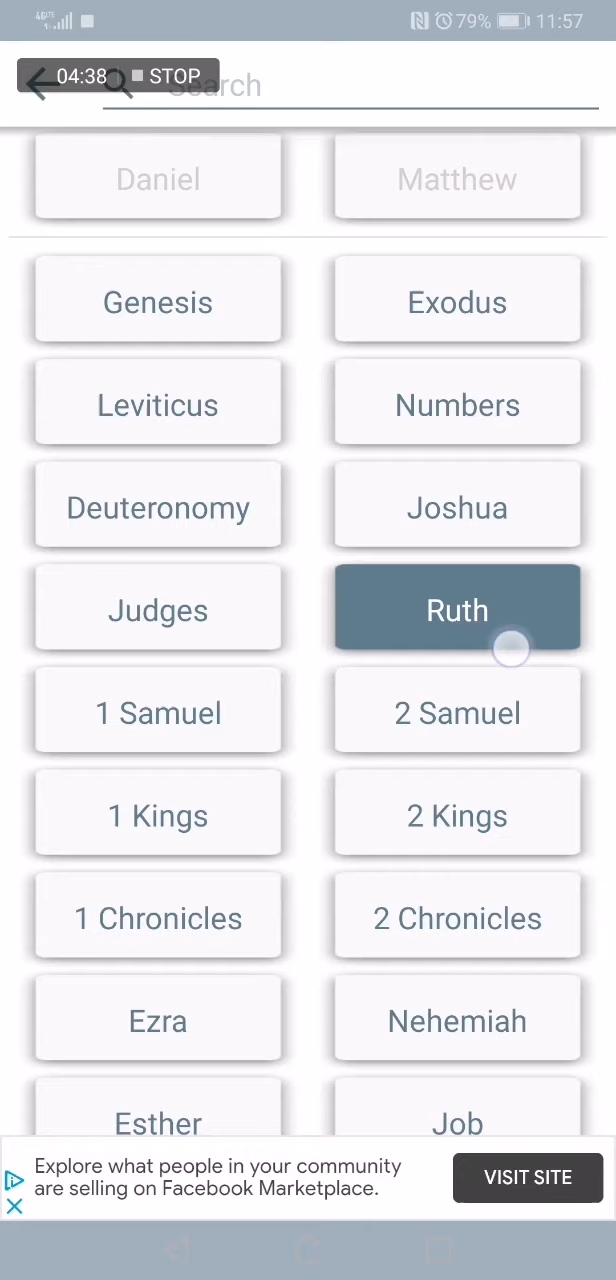 4G LTE 79% 11:57
04:38 STOP Search
Daniel Matthew
Genesis Exodus
Leviticus Numbers
Deuteronomy Joshua
Judges Ruth
1 Samuel 2 Samuel
1 Kings 2 Kings
1 Chronicles 2 Chronicles
Ezra Nehemiah
Esther Job
Explore what people in your community
are selling on Facebook Marketplace.
VISIT SITE